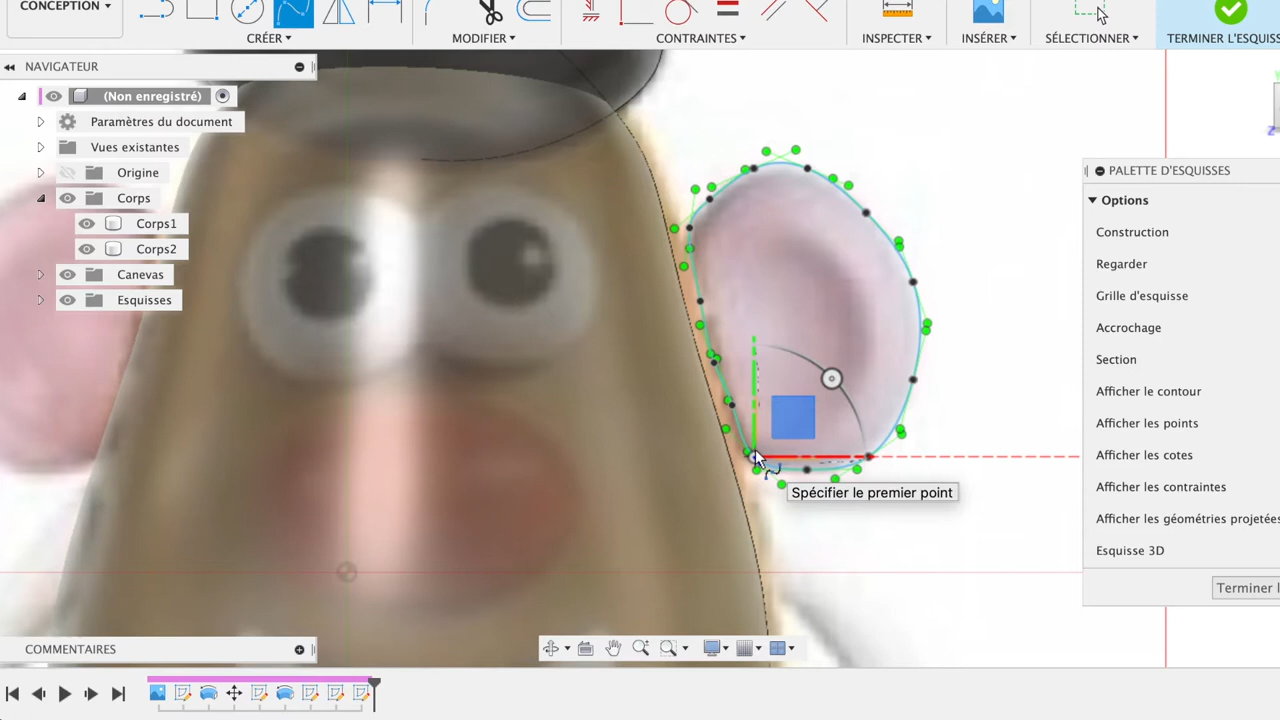 CONCEPTION ▾
CRÉER ▾
MODIFIER ▾
CONTRAINTES ▾
INSPECTER ▾
INSÉRER ▾
SÉLECTIONNER ▾
TERMINER L'ESQUISS
NAVIGATEUR
(Non enregistré)
Paramètres du document
Vues existantes
Origine
Corps
Corps1
Corps2
Canevas
Esquisses
PALETTE D'ESQUISSES
Options
Construction
Regarder
Grille d'esquisse
Accrochage
Section
Afficher le contour
Afficher les points
Afficher les cotes
Afficher les contraintes
Afficher les géométries projetées
Esquisse 3D
Terminer l
Spécifier le premier point
COMMENTAIRES